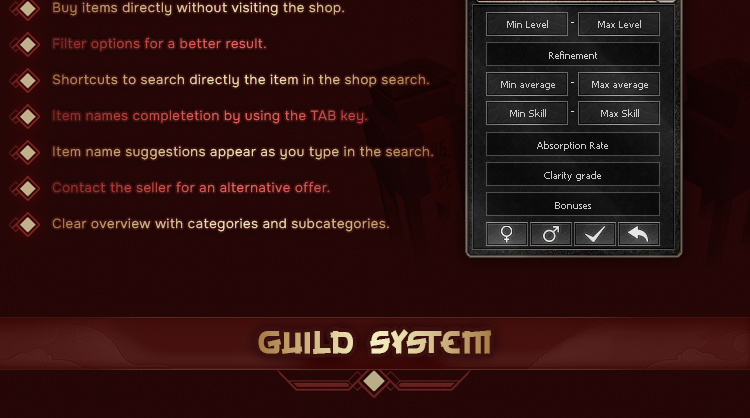 Buy items directly without visiting the shop.
Filter options for a better result.
Shortcuts to search directly the item in the shop search.
Item names completetion by using the TAB key.
Item name suggestions appear as you type in the search.
Contact the seller for an alternative offer.
Clear overview with categories and subcategories.
Min Level - Max Level
Refinement
Min average - Max average
Min Skill - Max Skill
Absorption Rate
Clarity grade
Bonuses
GUILD SYSTEM